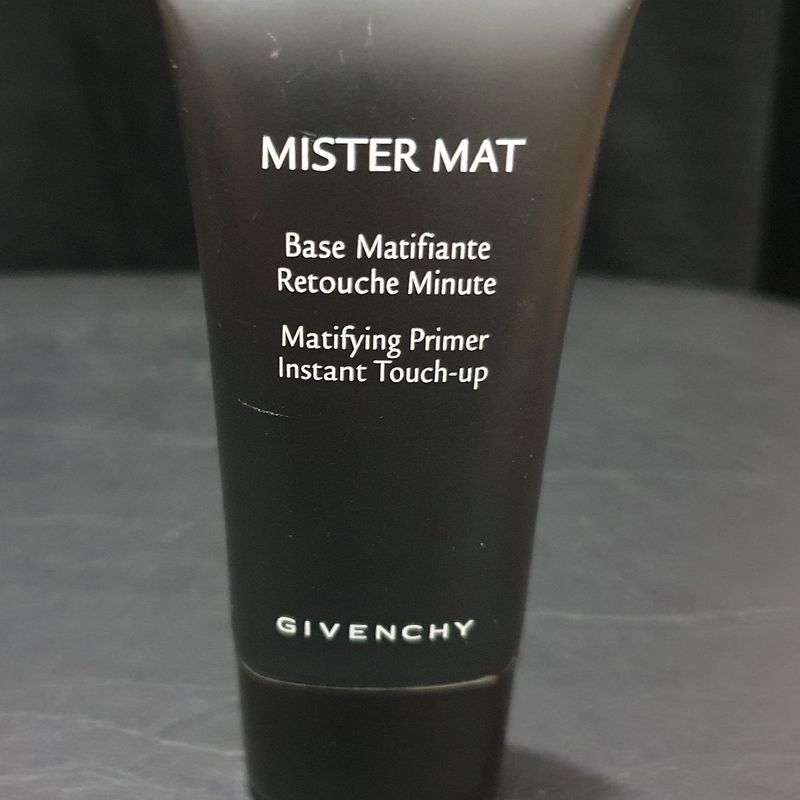 MISTER MAT
Base Matifiante
Retouche Minute
Matifying Primer
Instant Touch-up
GIVENCHY